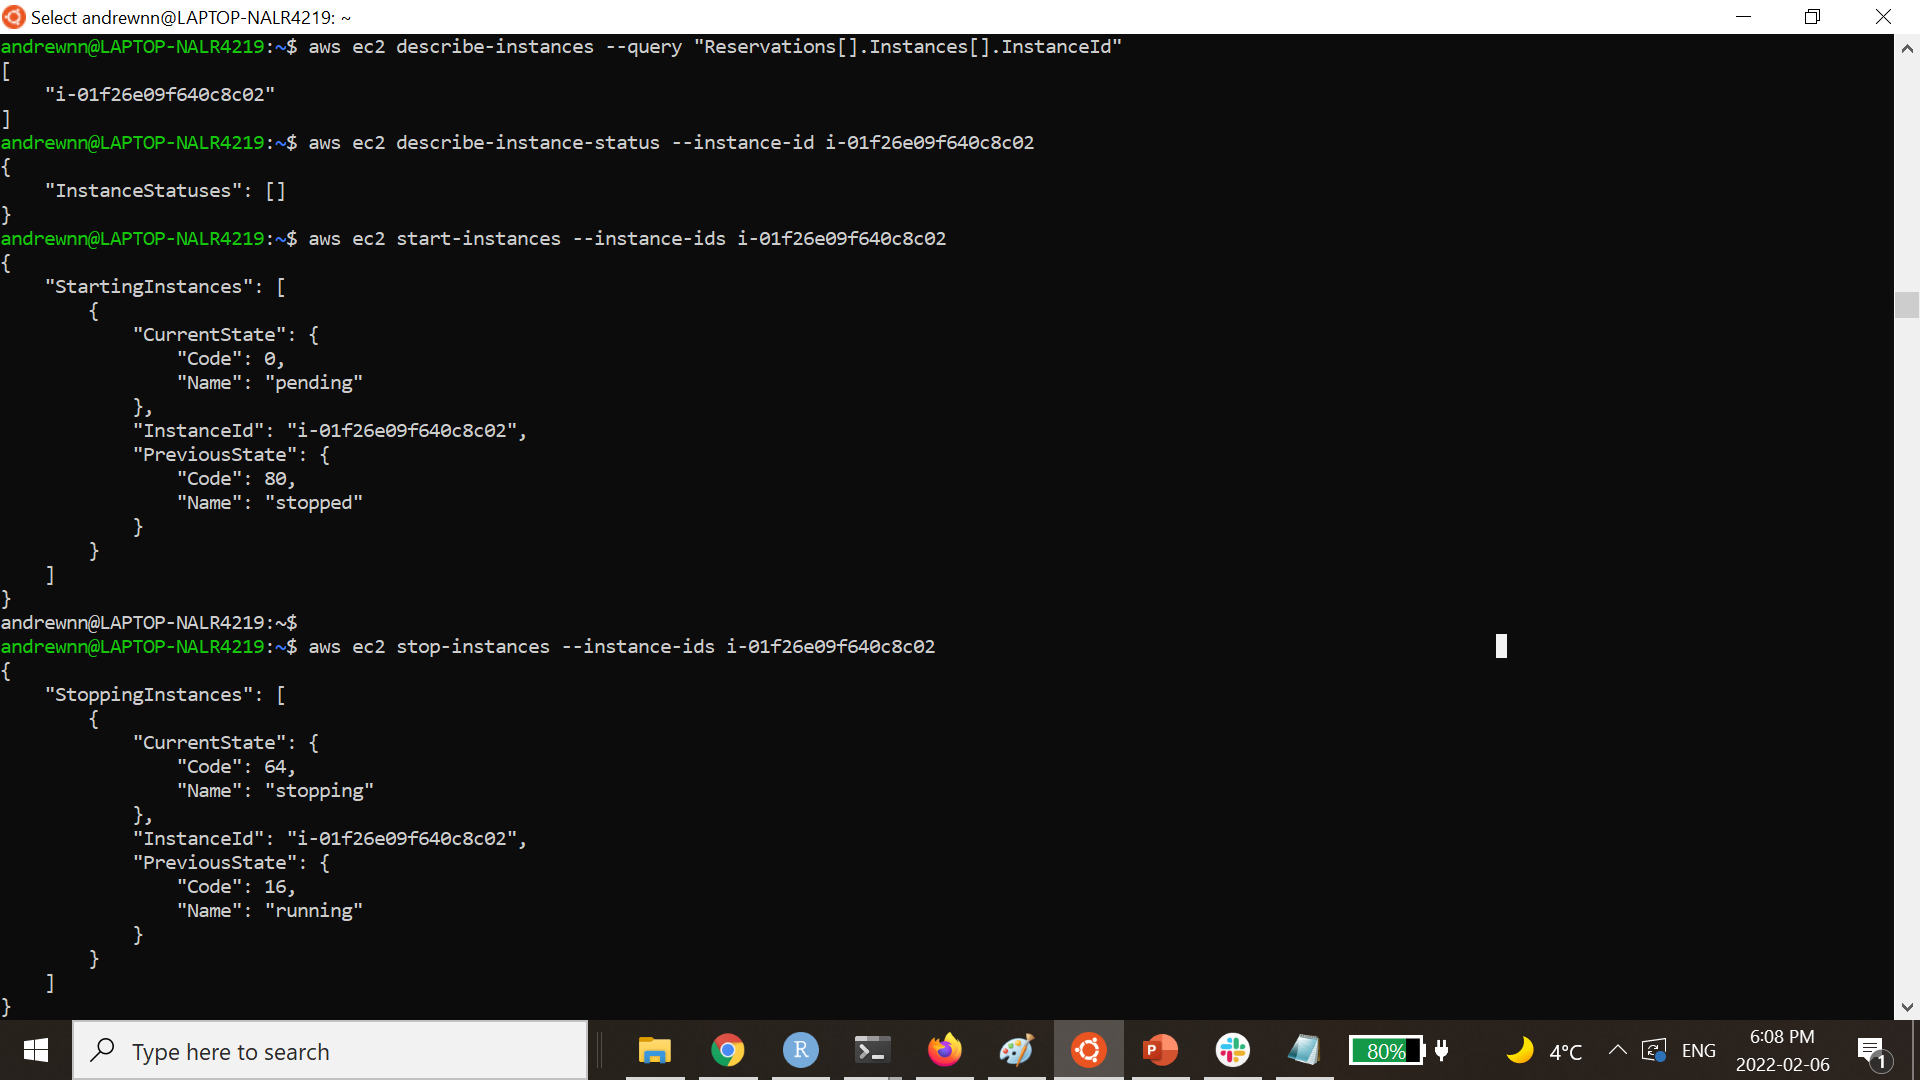 Select andrewnn@LAPTOP-NALR4219: ~
andrewnn@LAPTOP-NALR4219:~$ aws ec2 describe-instances --query "Reservations[].Instances[].InstanceId"
[
    "i-01f26e09f640c8c02"
]
andrewnn@LAPTOP-NALR4219:~$ aws ec2 describe-instance-status --instance-id i-01f26e09f640c8c02
{
    "InstanceStatuses": []
}
andrewnn@LAPTOP-NALR4219:~$ aws ec2 start-instances --instance-ids i-01f26e09f640c8c02
{
    "StartingInstances": [
        {
            "CurrentState": {
                "Code": 0,
                "Name": "pending"
            },
            "InstanceId": "i-01f26e09f640c8c02",
            "PreviousState": {
                "Code": 80,
                "Name": "stopped"
            }
        }
    ]
}
andrewnn@LAPTOP-NALR4219:~$
andrewnn@LAPTOP-NALR4219:~$ aws ec2 stop-instances --instance-ids i-01f26e09f640c8c02
{
    "StoppingInstances": [
        {
            "CurrentState": {
                "Code": 64,
                "Name": "stopping"
            },
            "InstanceId": "i-01f26e09f640c8c02",
            "PreviousState": {
                "Code": 16,
                "Name": "running"
            }
        }
    ]
}
Type here to search
R
P
80%
4°C
ENG
6:08 PM
2022-02-06
1